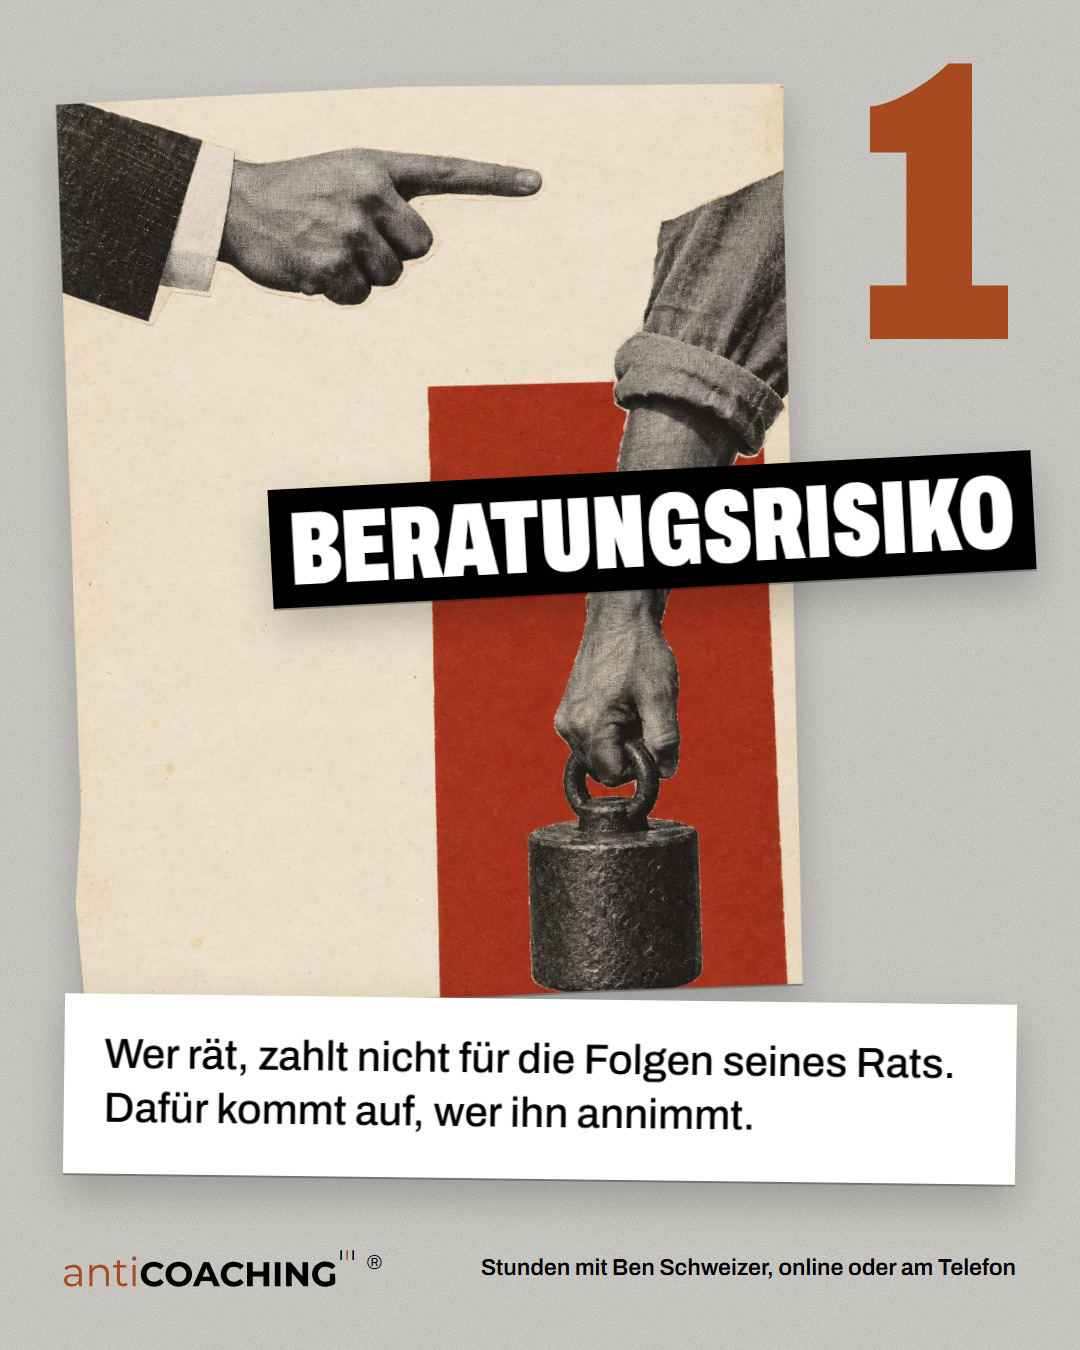 1
BERATUNGSRISIKO
Wer rät, zahlt nicht für die Folgen seines Rats.
Dafür kommt auf, wer ihn annimmt.
antiCOACHING ®
Stunden mit Ben Schweizer, online oder am Telefon